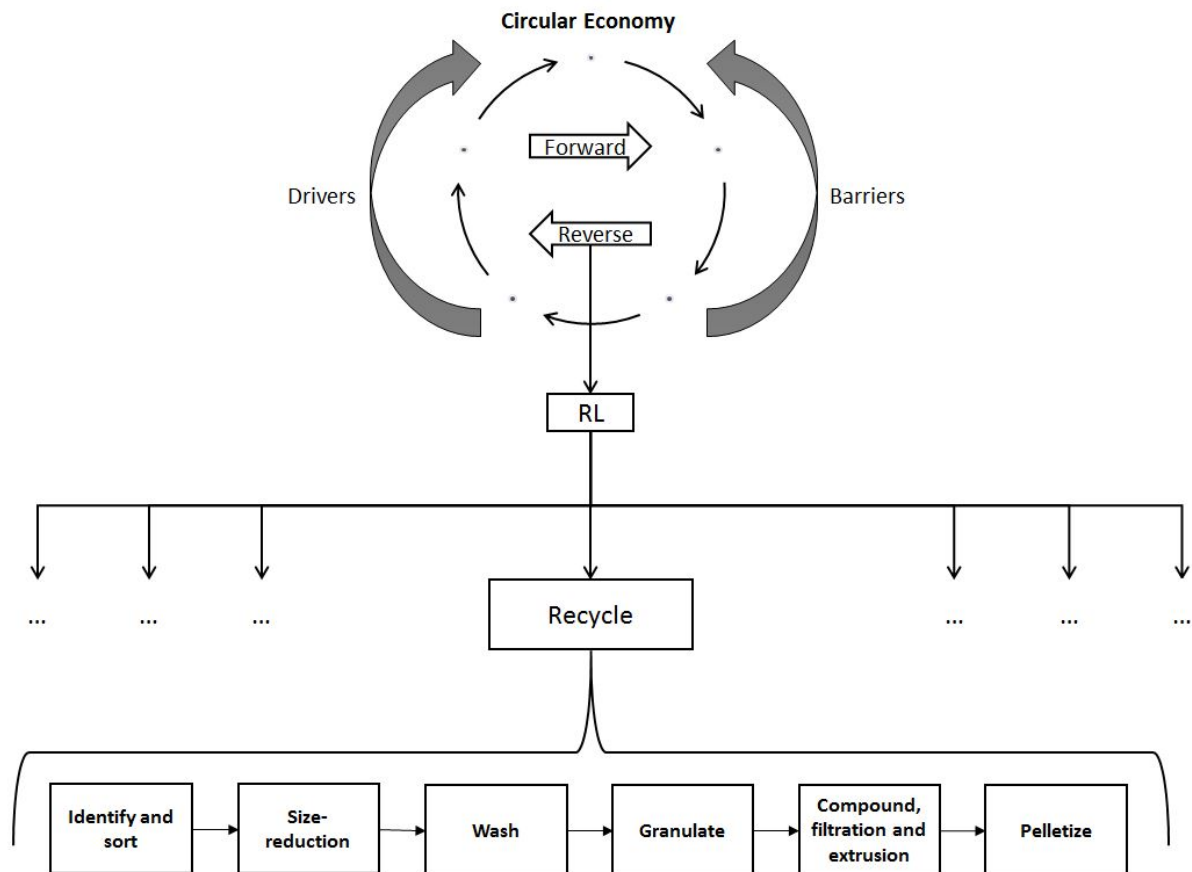 Circular Economy
Forward
Drivers
Barriers
Reverse
RL
... ... ... ... ... ...
Recycle
Identify and
sort
Size-
reduction
Wash
Granulate
Compound,
filtration and
extrusion
Pelletize